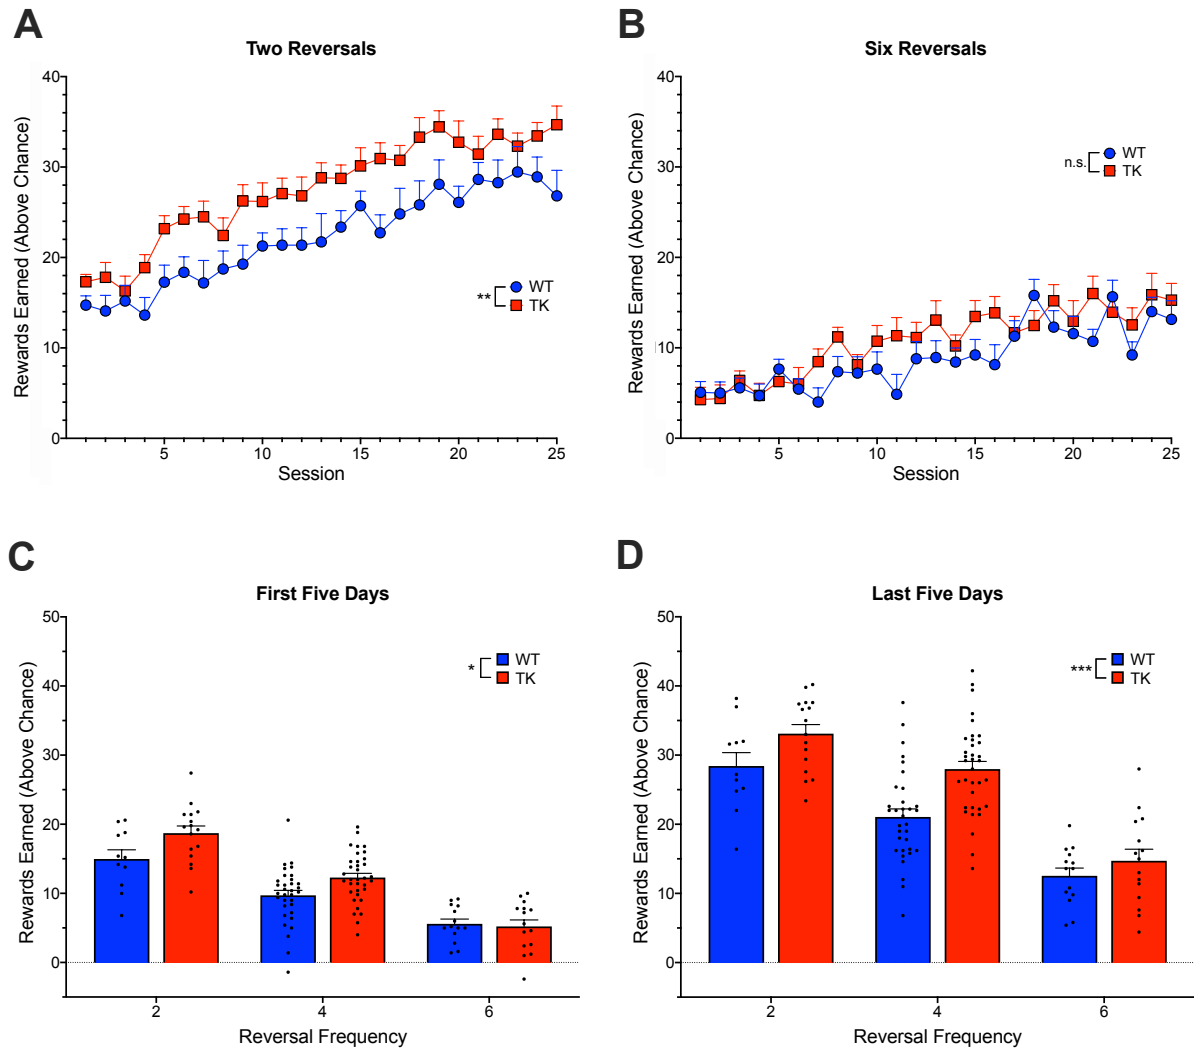 A
Two Reversals
Rewards Earned (Above Chance)
40
30
20
10
0
5
10
15
20
25
Session
** WT
TK
B
Six Reversals
Rewards Earned (Above Chance)
40
30
20
10
0
5
10
15
20
25
Session
n.s. WT
TK
C
First Five Days
Rewards Earned (Above Chance)
50
40
30
20
10
0
2
4
6
Reversal Frequency
* WT
TK
D
Last Five Days
Rewards Earned (Above Chance)
50
40
30
20
10
0
2
4
6
Reversal Frequency
*** WT
TK